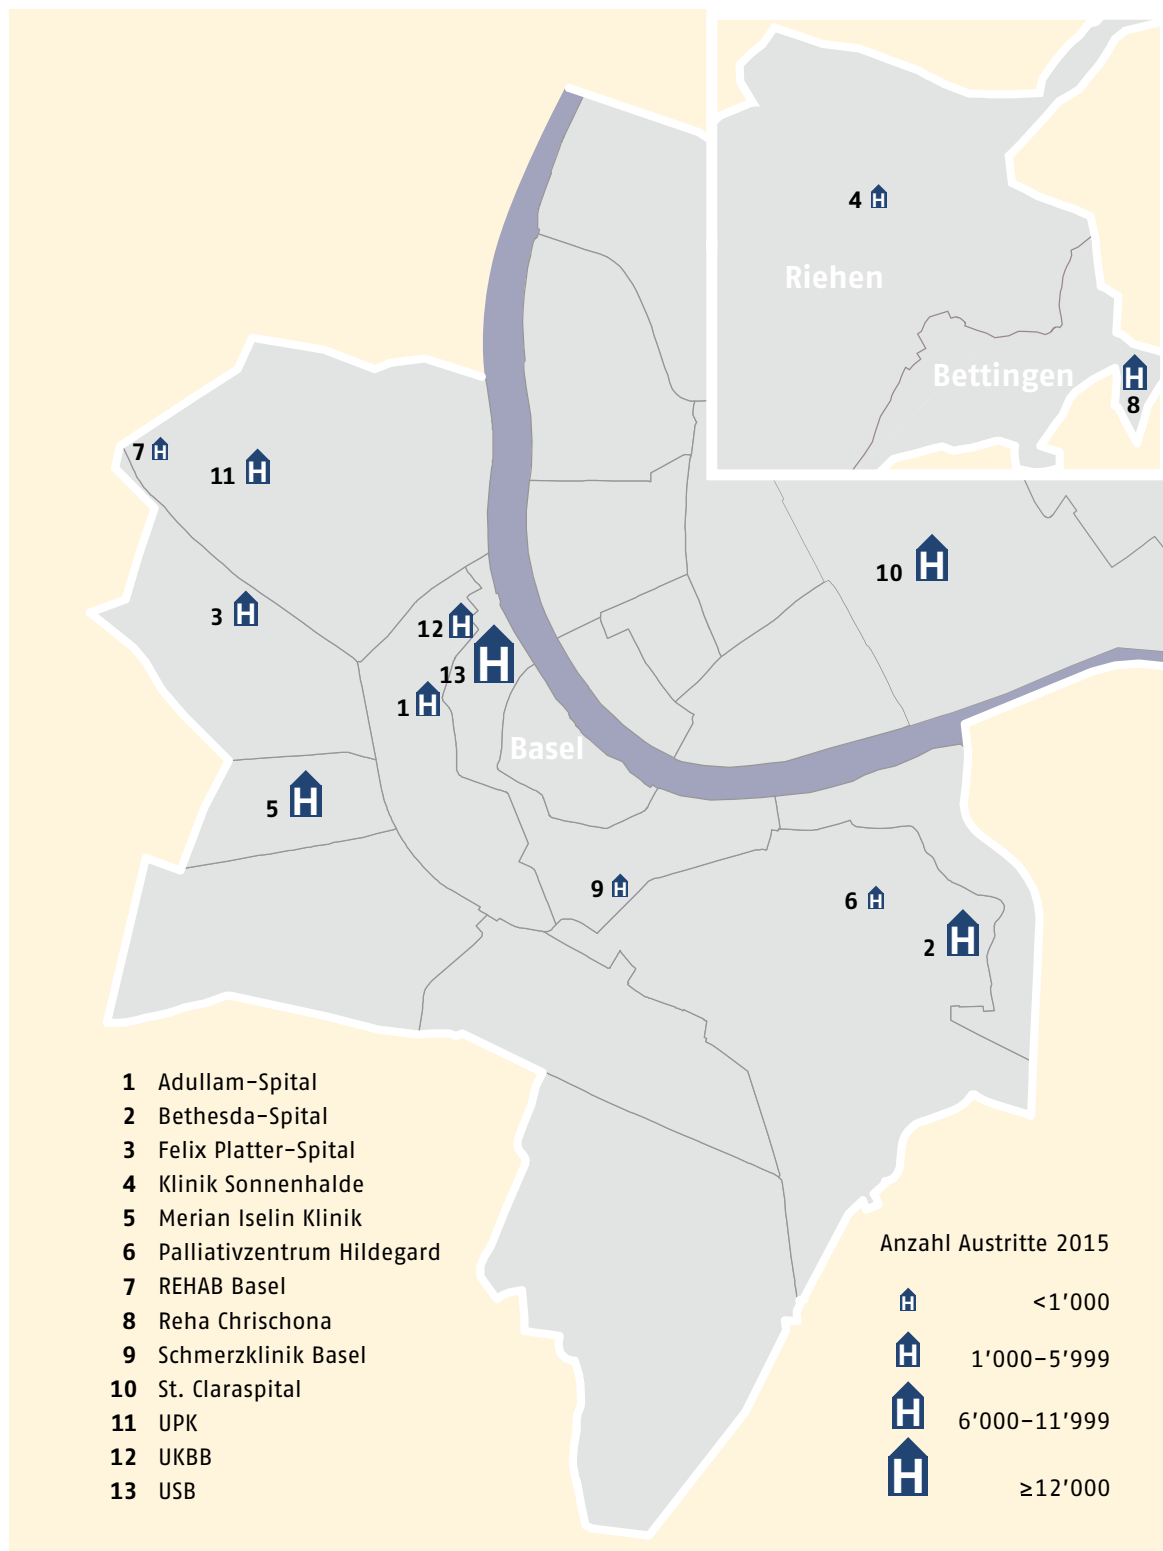 4 H
Riehen
Bettingen
H
8
7 H
11 H
10 H
3 H
12 H
13 H
1 H
Basel
5 H
9 H
6 H
2 H
1 Adullam-Spital
2 Bethesda-Spital
3 Felix Platter-Spital
4 Klinik Sonnenhalde
5 Merian Iselin Klinik
6 Palliativzentrum Hildegard
7 REHAB Basel
8 Reha Chrischona
9 Schmerzklinik Basel
10 St. Claraspital
11 UPK
12 UKBB
13 USB
Anzahl Austritte 2015
H <1'000
H 1'000–5'999
H 6'000–11'999
H ≥12'000